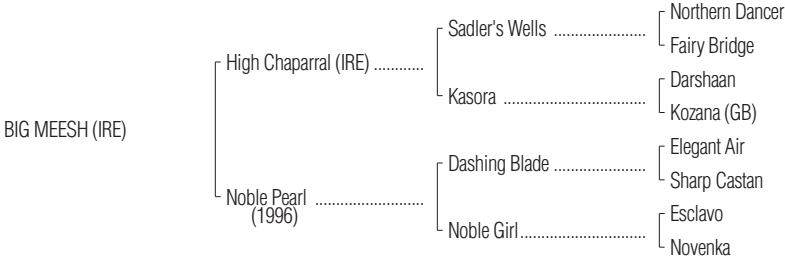 Northern Dancer
Sadler's Wells ......................
Fairy Bridge
High Chaparral (IRE) ............
Darshaan
Kasora ..................................
Kozana (GB)
BIG MEESH (IRE)
Elegant Air
Dashing Blade ......................
Sharp Castan
Noble Pearl ..........................
(1996)
Esclavo
Noble Girl..............................
Novenka